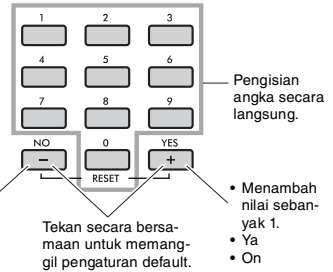 1 2 3
4 5 6
7 8 9
NO 0 YES
− +
RESET
Pengisian
angka secara
langsung.
Tekan secara bersa-
maan untuk memang-
gil pengaturan default.
• Menambah
nilai seban-
yak 1.
• Ya
• On